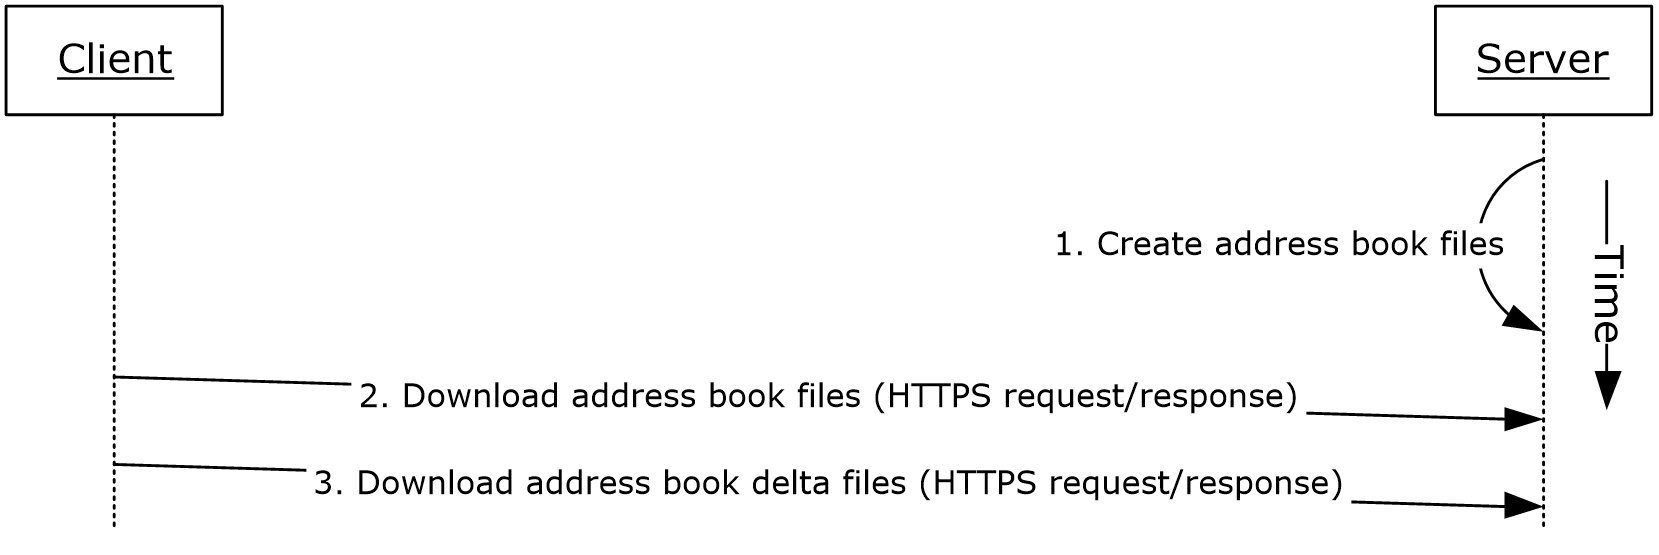 Client
Server
1. Create address book files
Time
2. Download address book files (HTTPS request/response)
3. Download address book delta files (HTTPS request/response)